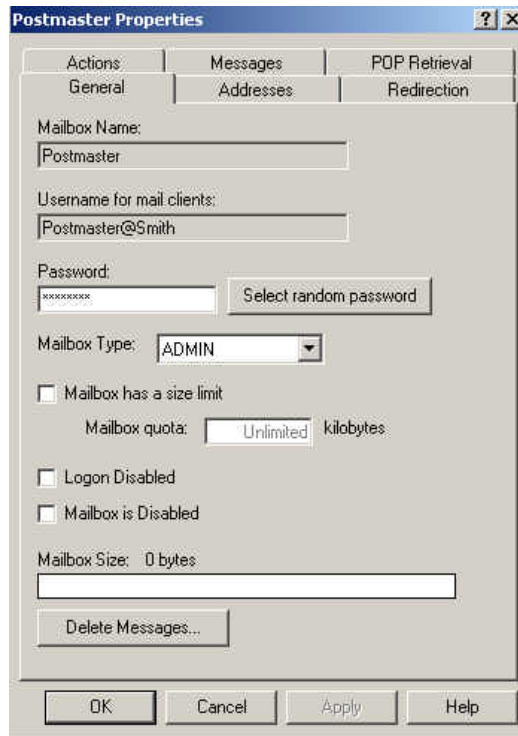 Postmaster Properties
Actions Messages POP Retrieval
General Addresses Redirection
Mailbox Name:
Postmaster
Username for mail clients:
Postmaster@Smith
Password:
xxxxxxxx Select random password
Mailbox Type: ADMIN
Mailbox has a size limit
Mailbox quota: Unlimited kilobytes
Logon Disabled
Mailbox is Disabled
Mailbox Size: 0 bytes
Delete Messages...
OK Cancel Apply Help